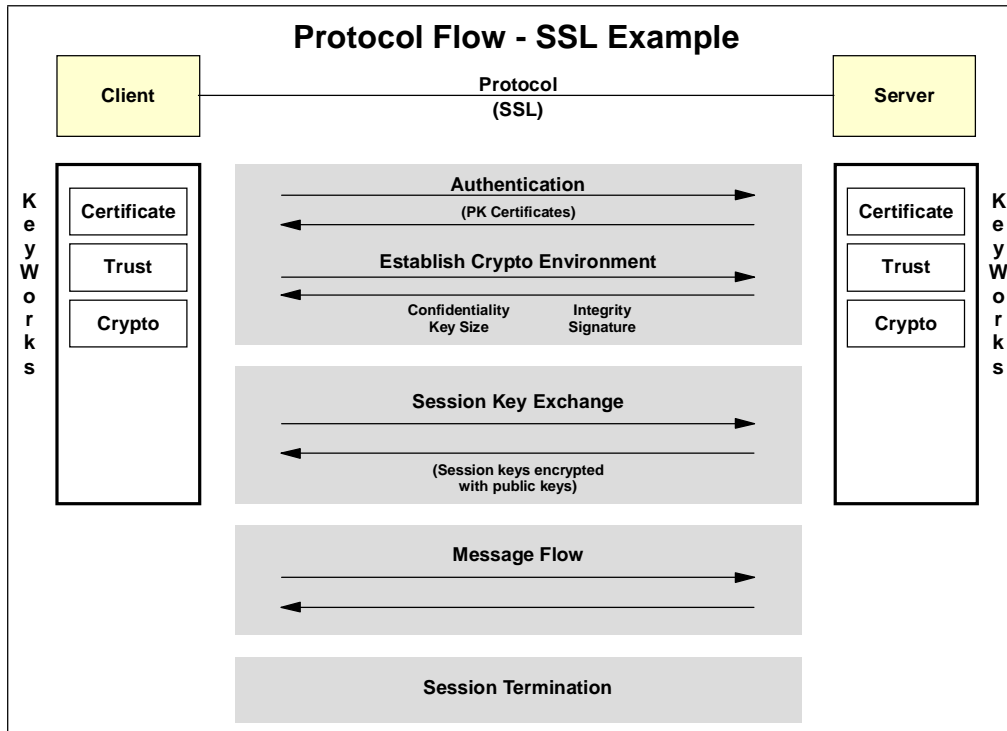 Protocol Flow - SSL Example
Client
Protocol
(SSL)
Server
KeyWorks
Certificate
Trust
Crypto
Authentication
(PK Certificates)
Establish Crypto Environment
Confidentiality
Key Size
Integrity
Signature
Session Key Exchange
(Session keys encrypted
with public keys)
Message Flow
Session Termination
Certificate
Trust
Crypto
KeyWorks